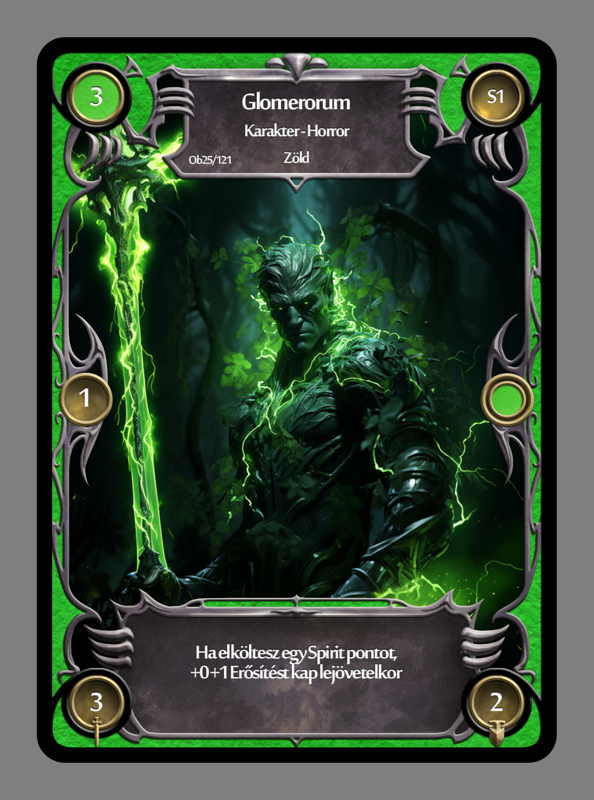 3
Glomerorum
S1
Karakter - Horror
Ob25/121
Zöld
1
Ha elköltesz egy Spirit pontot,
+0+1 Erősítést kap lejövetelkor
3
2